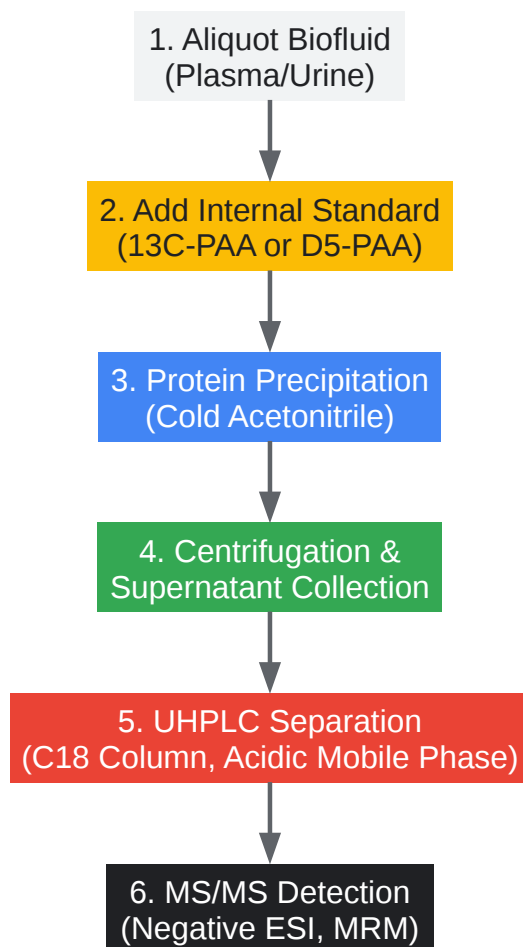 1. Aliquot Biofluid
(Plasma/Urine)
2. Add Internal Standard
(13C-PAA or D5-PAA)
3. Protein Precipitation
(Cold Acetonitrile)
4. Centrifugation &
Supernatant Collection
5. UHPLC Separation
(C18 Column, Acidic Mobile Phase)
6. MS/MS Detection
(Negative ESI, MRM)